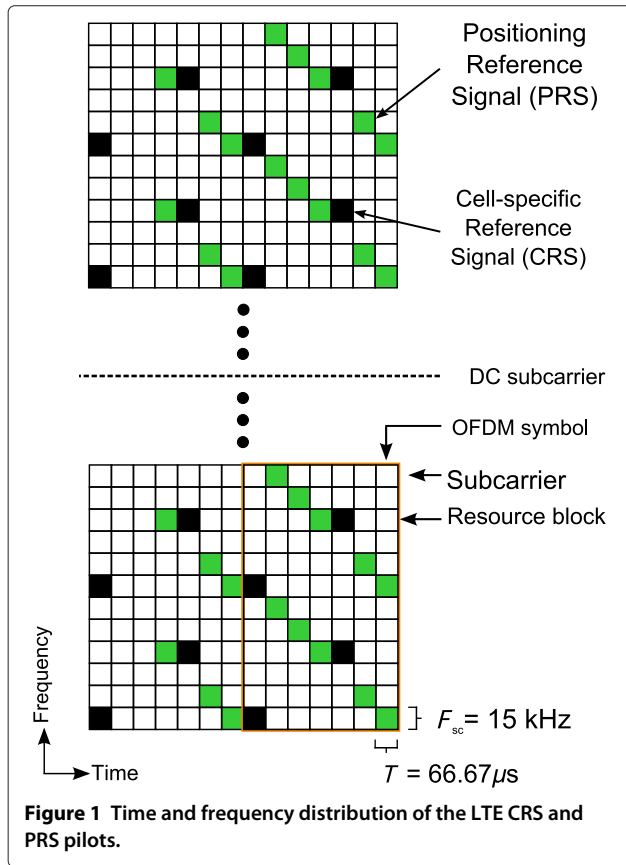 Positioning
Reference
Signal (PRS)
Cell-specific
Reference
Signal (CRS)
DC subcarrier
OFDM symbol
Subcarrier
Resource block
Frequency
F_sc = 15 kHz
Time
T = 66.67µs
Figure 1 Time and frequency distribution of the LTE CRS and
PRS pilots.